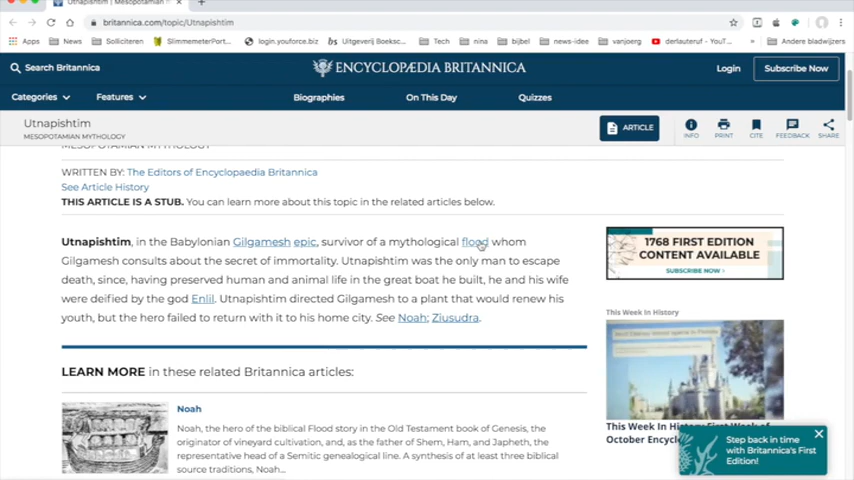 Utnapishtim | Mesopotamian M
britannica.com/topic/Utnapishtim
Apps News Solliciteren SlimmemeterPort... login.youforce.biz Uitgeverij Boeksc... Tech nina bijbel news-idee vanjoerg derlauteruf - YouT... » Andere bladwijzers
Search Britannica ENCYCLOPÆDIA BRITANNICA Login Subscribe Now
Categories Features Biographies On This Day Quizzes
Utnapishtim
MESOPOTAMIAN MYTHOLOGY
ARTICLE INFO PRINT CITE FEEDBACK SHARE
MESOPOTAMIAN MYTHOLOGY
WRITTEN BY: The Editors of Encyclopaedia Britannica
See Article History
THIS ARTICLE IS A STUB. You can learn more about this topic in the related articles below.
Utnapishtim, in the Babylonian Gilgamesh epic, survivor of a mythological flood whom
Gilgamesh consults about the secret of immortality. Utnapishtim was the only man to escape
death, since, having preserved human and animal life in the great boat he built, he and his wife
were deified by the god Enlil. Utnapishtim directed Gilgamesh to a plant that would renew his
youth, but the hero failed to return with it to his home city. See Noah; Ziusudra.
LEARN MORE in these related Britannica articles:
Noah
Noah, the hero of the biblical Flood story in the Old Testament book of Genesis, the
originator of vineyard cultivation, and, as the father of Shem, Ham, and Japheth, the
representative head of a Semitic genealogical line. A synthesis of at least three biblical
source traditions, Noah...
1768 FIRST EDITION
CONTENT AVAILABLE
SUBSCRIBE NOW ›
This Week In History
This Week In History First Week of
October Encycl
Step back in time
with Britannica's First
Edition!